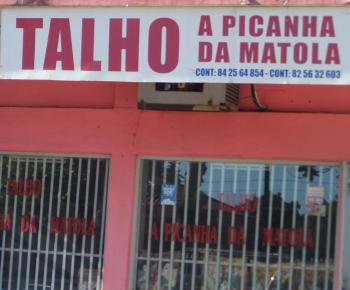 TALHO
A PICANHA
DA MATOLA
CONT: 84 25 64 854 - CONT: 82 56 32 603
TALHO
A PICANHA DA MATOLA
TALHO
A PICANHA DA MATOLA